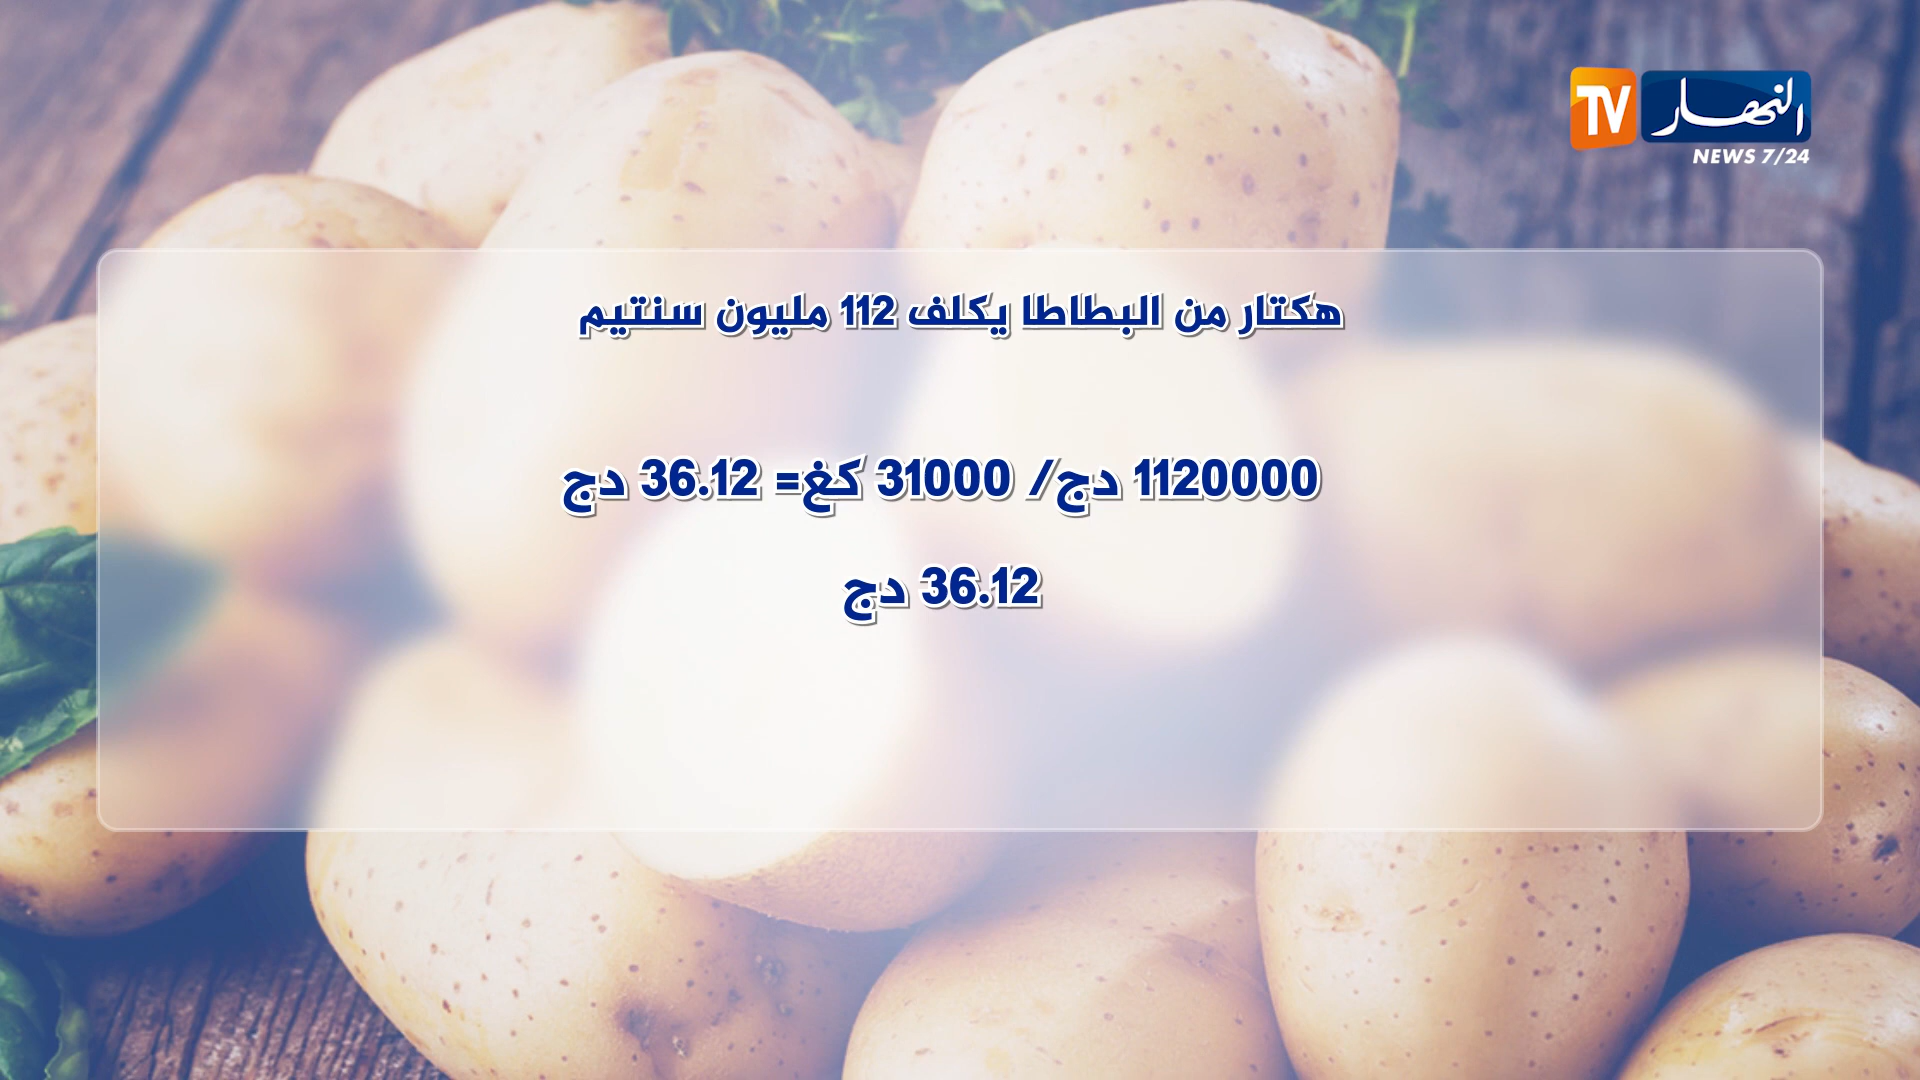 TV النهار
NEWS 7/24
هكتار من البطاطا يكلف 112 مليون سنتيم
1120000 دج/ 31000 كغ= 36.12 دج
36.12 دج